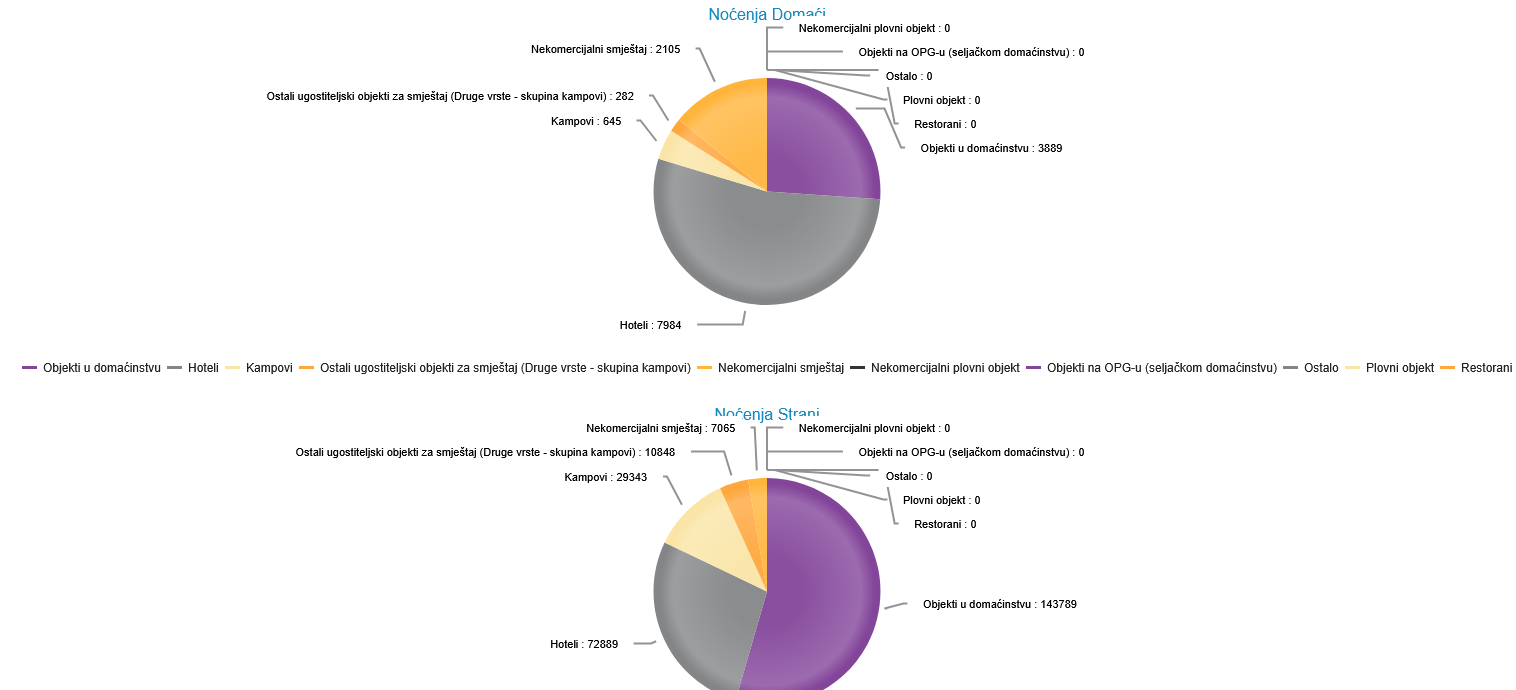 Noćenja Domaći
Nekomercijalni plovni objekt : 0
Nekomercijalni smještaj : 2105
Objekti na OPG-u (seljačkom domaćinstvu) : 0
Ostalo : 0
Ostali ugostiteljski objekti za smještaj (Druge vrste - skupina kampovi) : 282
Plovni objekt : 0
Kampovi : 645
Restorani : 0
Objekti u domaćinstvu : 3889
Hoteli : 7984
Objekti u domaćinstvu Hoteli Kampovi Ostali ugostiteljski objekti za smještaj (Druge vrste - skupina kampovi) Nekomercijalni smještaj Nekomercijalni plovni objekt Objekti na OPG-u (seljačkom domaćinstvu) Ostalo Plovni objekt Restorani
Noćenja Strani
Nekomercijalni smještaj : 7065
Nekomercijalni plovni objekt : 0
Ostali ugostiteljski objekti za smještaj (Druge vrste - skupina kampovi) : 10848
Objekti na OPG-u (seljačkom domaćinstvu) : 0
Kampovi : 29343
Ostalo : 0
Plovni objekt : 0
Restorani : 0
Objekti u domaćinstvu : 143789
Hoteli : 72889